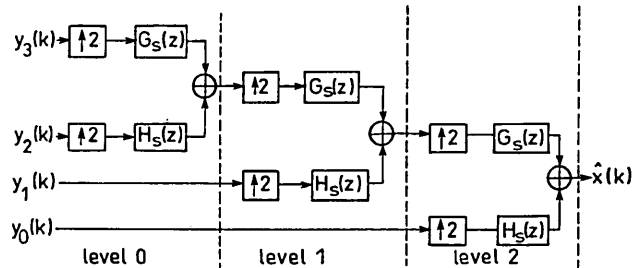 y₃(k) ↑2 Gₛ(z)
↑2 Gₛ(z)
y₂(k) ↑2 Hₛ(z)
↑2 Gₛ(z)
y₁(k) ↑2 Hₛ(z)
x̂(k)
y₀(k) ↑2 Hₛ(z)
level 0 level 1 level 2